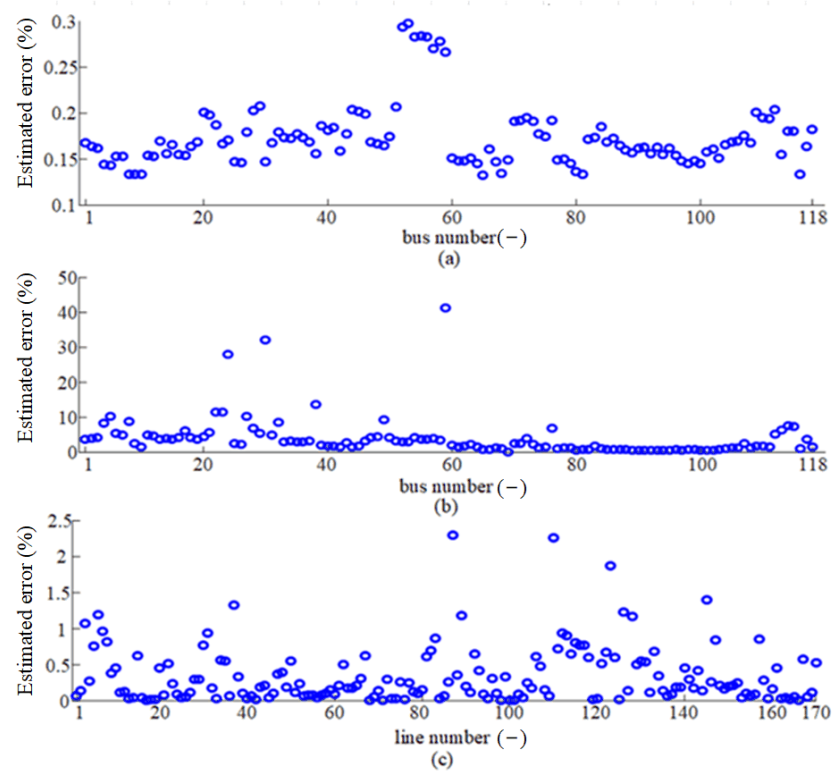 0.3
0.25
0.2
0.15
0.1
Estimated error (%)
1 20 40 60 80 100 118
bus number(−)
(a)
50
40
30
20
10
0
Estimated error (%)
1 20 40 60 80 100 118
bus number (−)
(b)
2.5
2
1.5
1
0.5
0
Estimated error (%)
1 20 40 60 80 100 120 140 160 170
line number (−)
(c)